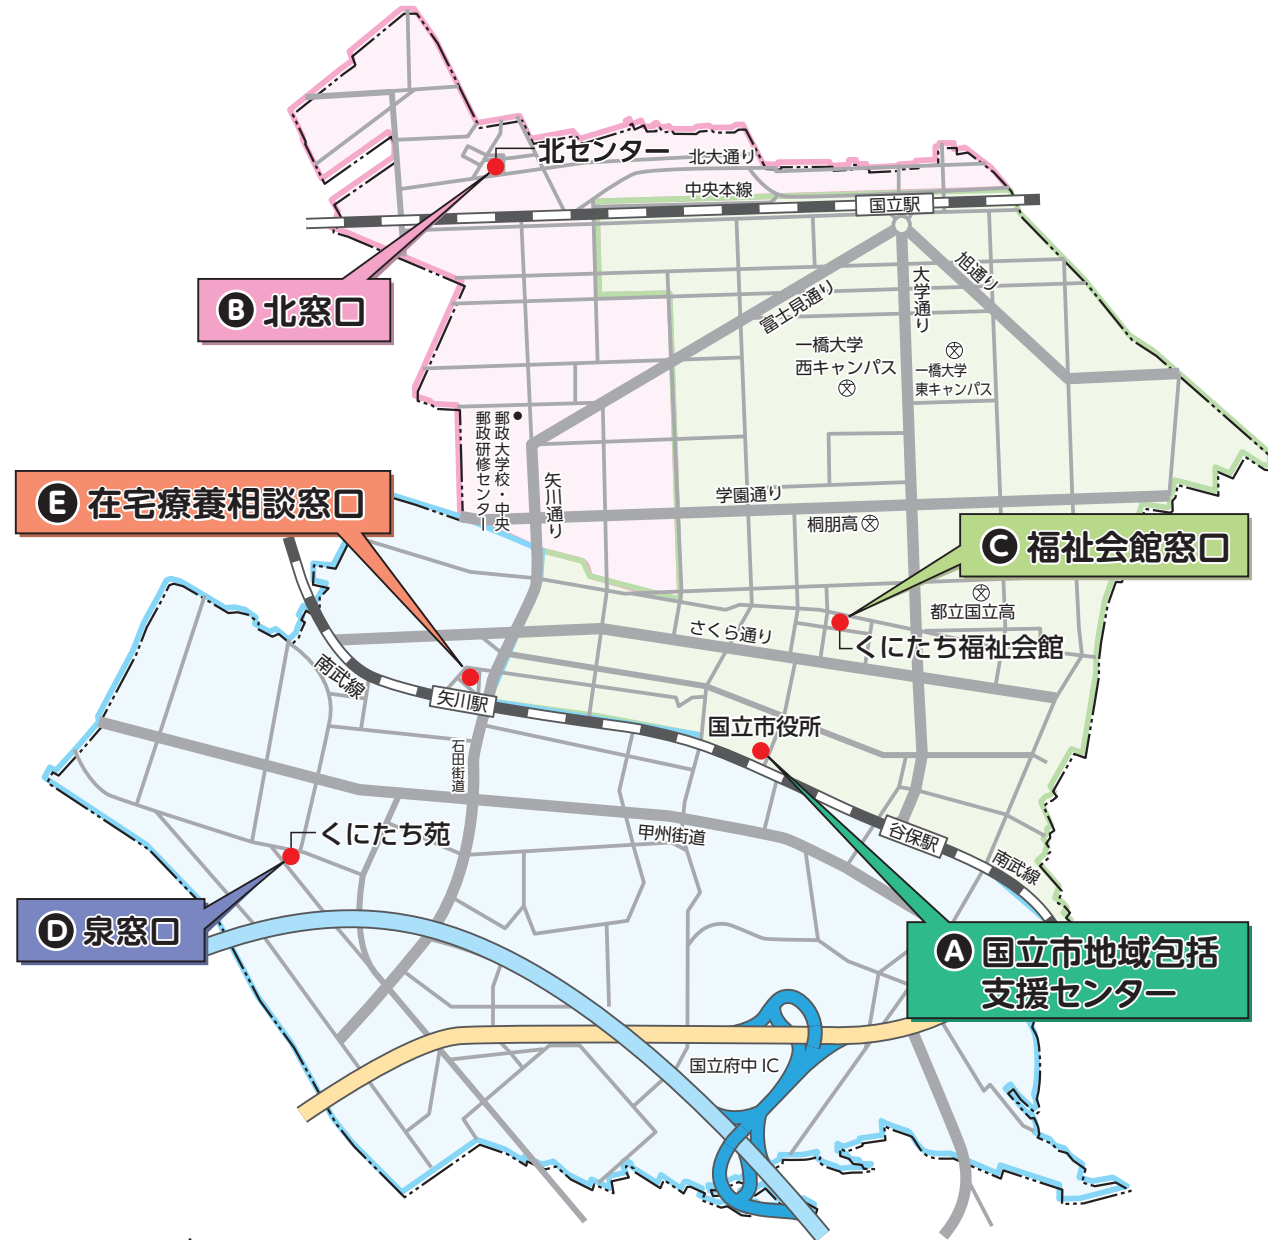 北センター
北大通り
中央本線
国立駅
B 北窓口
大学通り
旭通り
富士見通り
一橋大学
西キャンパス
一橋大学
東キャンパス
郵政大学校・中央
郵政研修センター
矢川通り
学園通り
桐朋高
E 在宅療養相談窓口
C 福祉会館窓口
都立国立高
さくら通り
くにたち福祉会館
南武線
矢川駅
国立市役所
石田街道
甲州街道
谷保駅
南武線
くにたち苑
D 泉窓口
A 国立市地域包括
支援センター
国立府中 IC